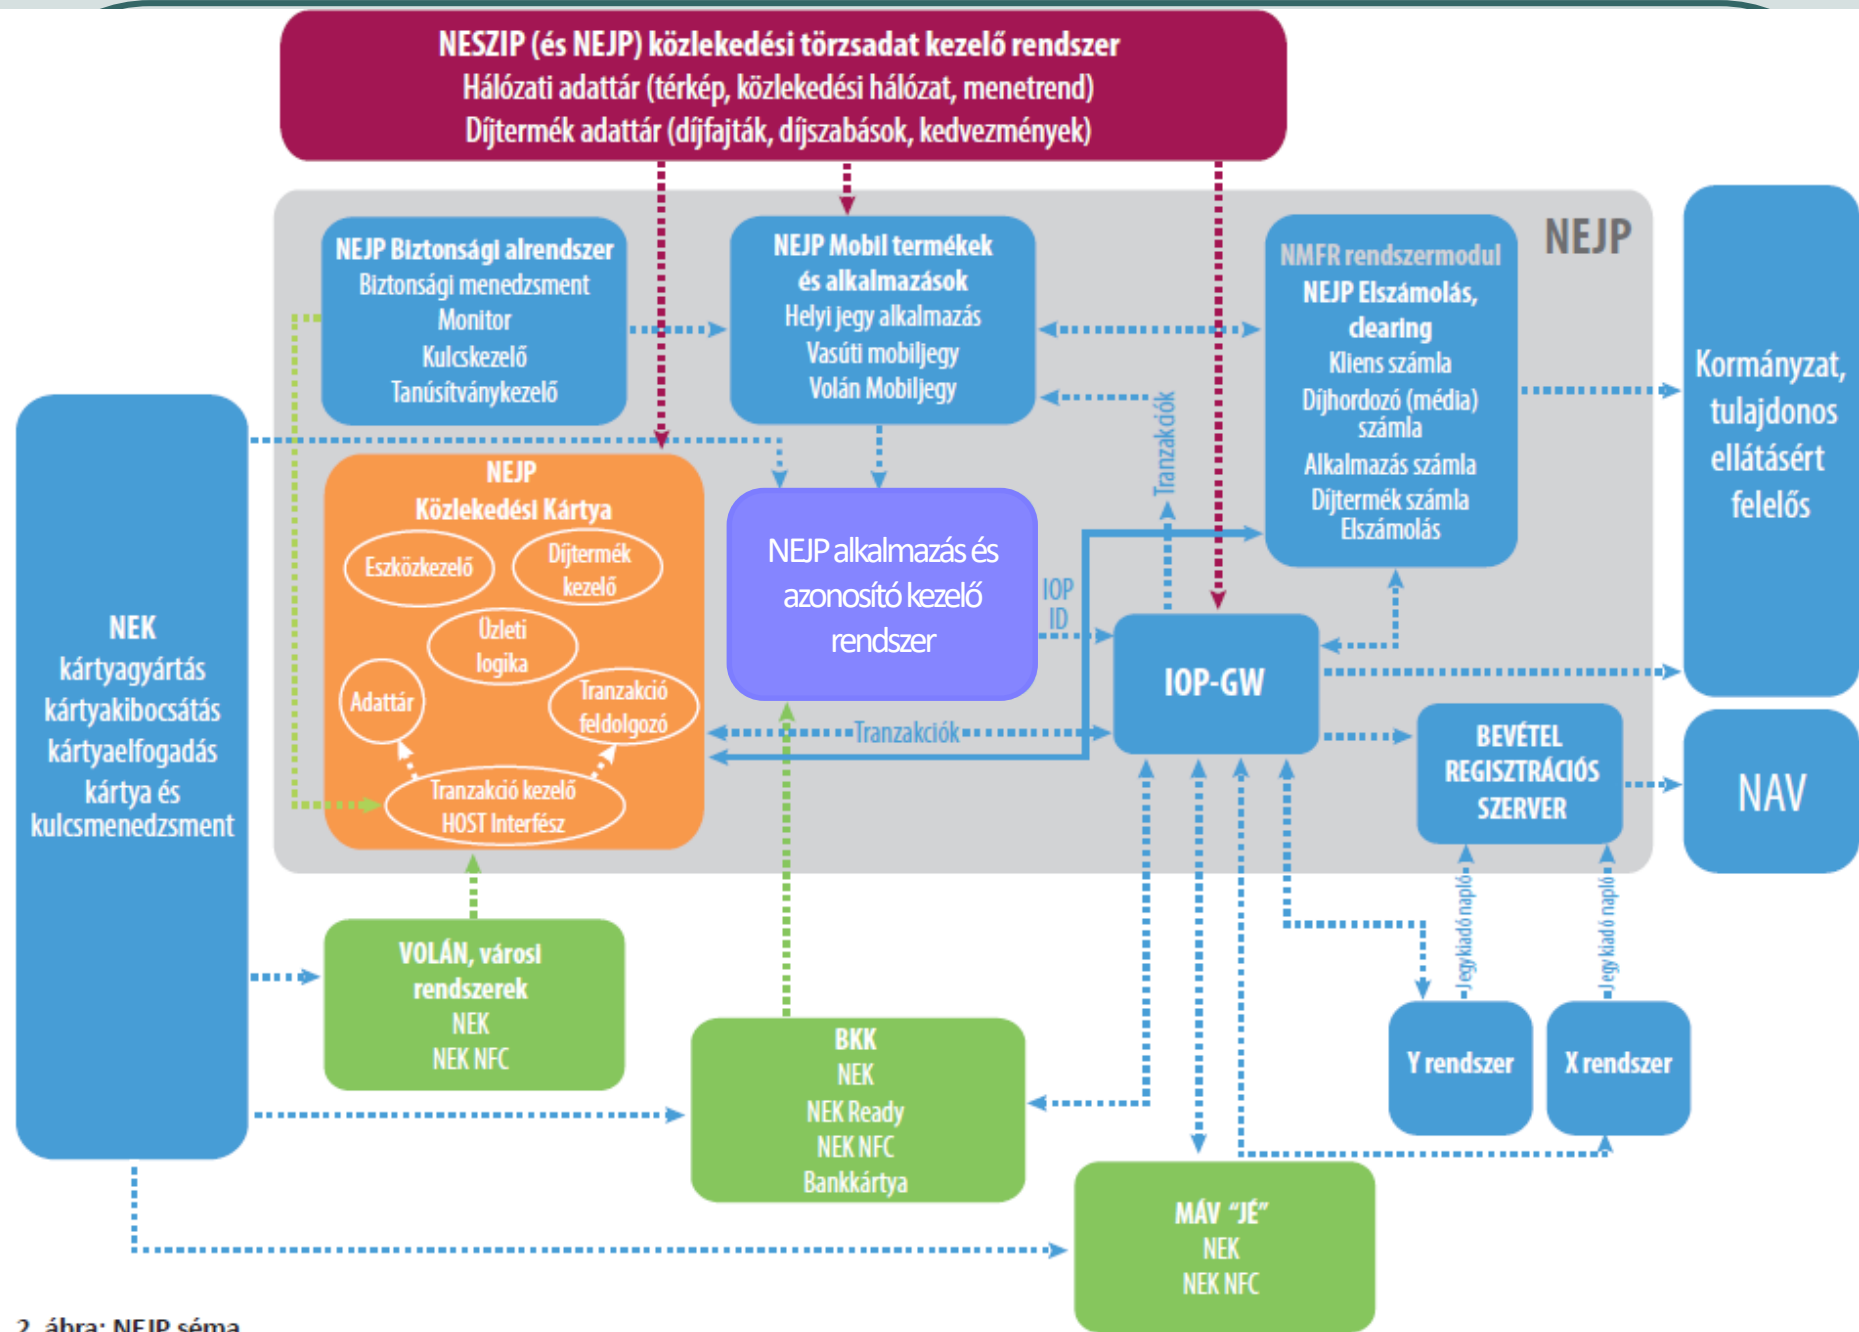 NESZIP (és NEJP) közlekedési törzsadat kezelő rendszer
Hálózati adattár (térkép, közlekedési hálózat, menetrend)
Díjtermék adattár (díjfajták, díjszabások, kedvezmények)
NEJP
NEJP Biztonsági alrendszer
Biztonsági menedzsment
Monitor
Kulcskezelő
Tanúsítványkezelő
NEJP Mobil termékek
és alkalmazások
Helyi jegy alkalmazás
Vasúti mobiljegy
Volán Mobiljegy
NMFR rendszermodul
NEJP Elszámolás,
clearing
Kliens számla
Díjhordozó (média)
számla
Alkalmazás számla
Díjtermék számla
Elszámolás
Kormányzat,
tulajdonos
ellátásért
felelős
NEK
kártyagyártás
kártyakibocsátás
kártyaelfogadás
kártya és
kulcsmenedzsment
NEJP
Közlekedési Kártya
Eszközkezelő
Díjtermék
kezelő
Üzleti
logika
Adattár
Tranzakció
feldolgozó
Tranzakció kezelő
HOST Interfész
NEJP alkalmazás és
azonosító kezelő
rendszer
IOP
ID
Tranzakciók
Tranzakciók
IOP-GW
BEVÉTEL
REGISZTRÁCIÓS
SZERVER
NAV
Jegykiadó napló
Jegykiadó napló
VOLÁN, városi
rendszerek
NEK
NEK NFC
BKK
NEK
NEK Ready
NEK NFC
Bankkártya
Y rendszer
X rendszer
MÁV “JÉ”
NEK
NEK NFC
2. ábra: NEJP séma